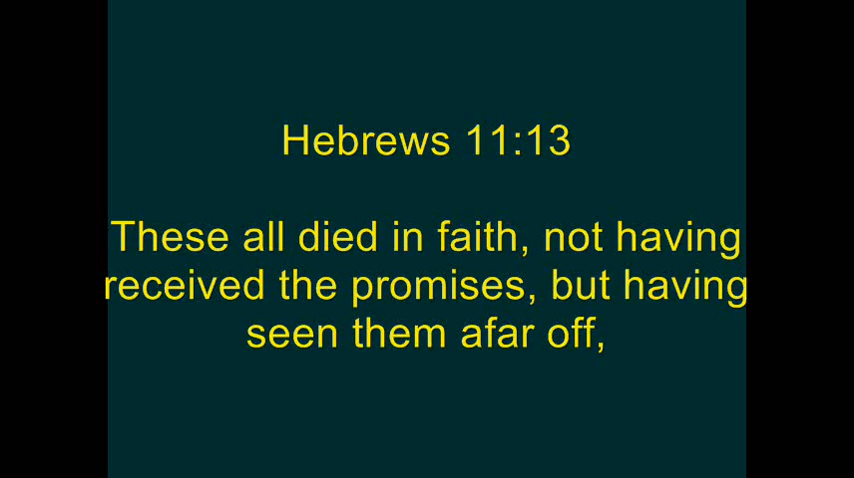 Hebrews 11:13
These all died in faith, not having
received the promises, but having
seen them afar off,